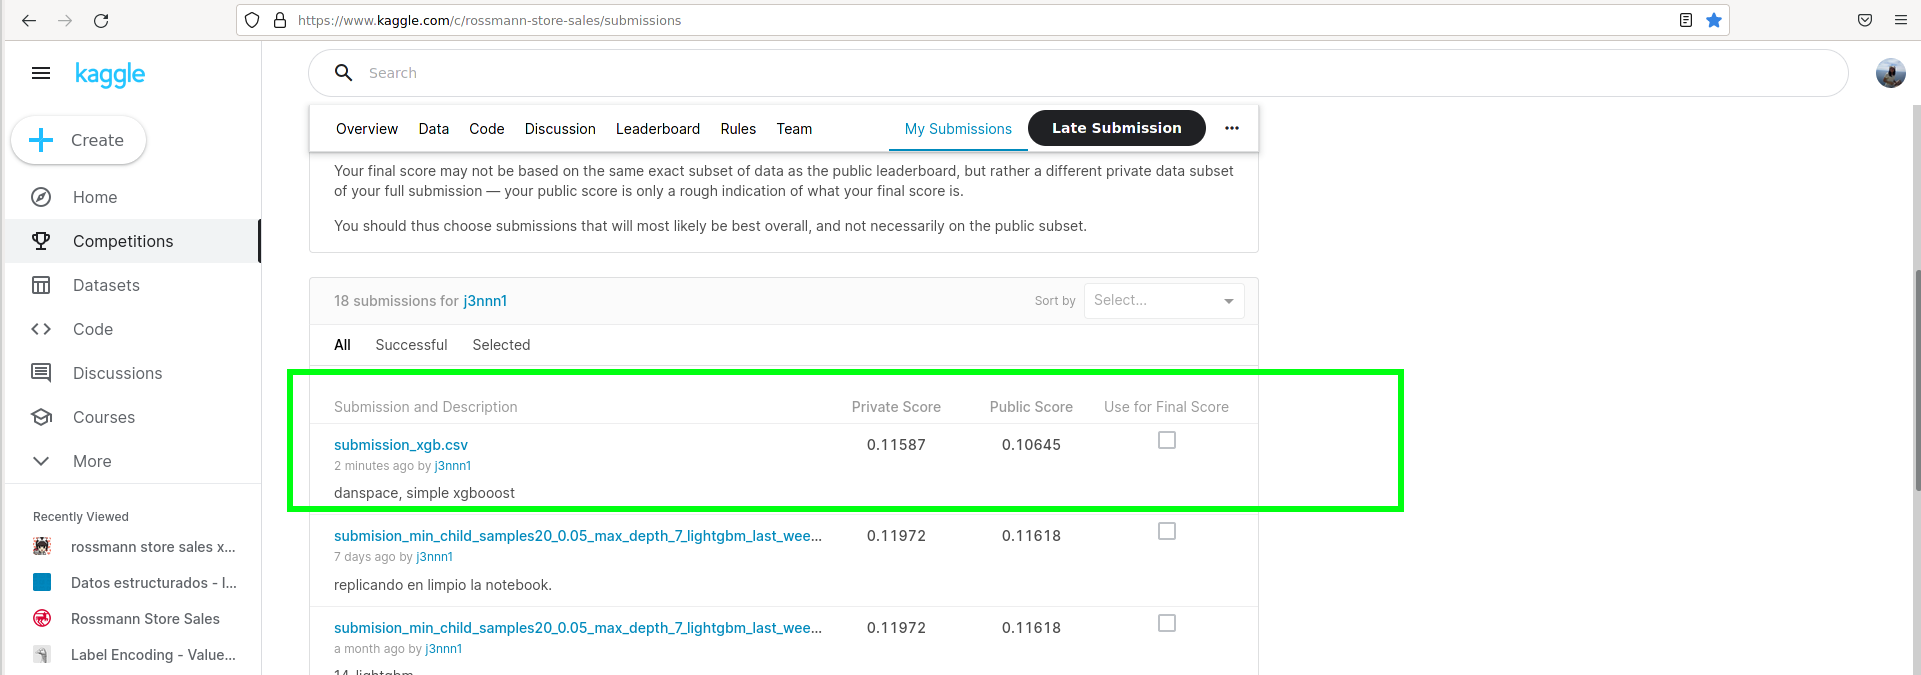 https://www.kaggle.com/c/rossmann-store-sales/submissions
kaggle
Search
Create
Home
Competitions
Datasets
Code
Discussions
Courses
More
Recently Viewed
rossmann store sales x...
Datos estructurados - I...
Rossmann Store Sales
Label Encoding - Value...
Overview Data Code Discussion Leaderboard Rules Team My Submissions Late Submission ...
Your final score may not be based on the same exact subset of data as the public leaderboard, but rather a different private data subset
of your full submission — your public score is only a rough indication of what your final score is.
You should thus choose submissions that will most likely be best overall, and not necessarily on the public subset.
18 submissions for j3nnn1 Sort by Select...
All Successful Selected
Submission and Description Private Score Public Score Use for Final Score
submission_xgb.csv 0.11587 0.10645
2 minutes ago by j3nnn1
danspace, simple xgbooost
submision_min_child_samples20_0.05_max_depth_7_lightgbm_last_wee... 0.11972 0.11618
7 days ago by j3nnn1
replicando en limpio la notebook.
submision_min_child_samples20_0.05_max_depth_7_lightgbm_last_wee... 0.11972 0.11618
a month ago by j3nnn1